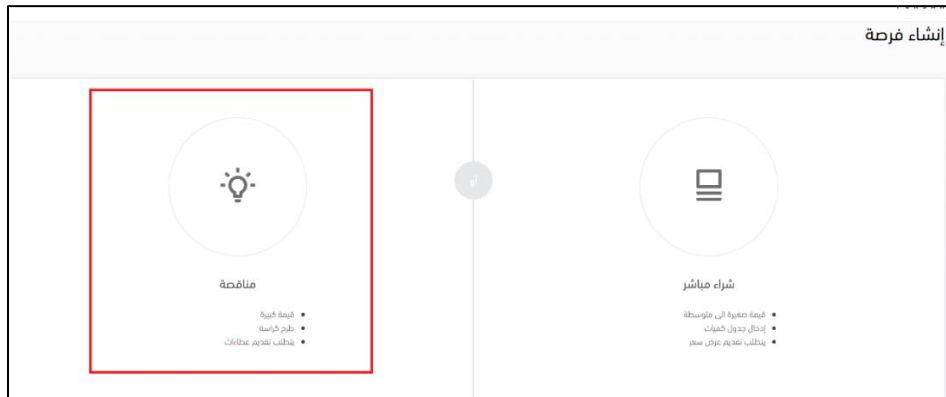 إنشاء فرصة
شراء مباشر
قيمة صغيرة الى متوسطة
إدخال جدول كميات
يتطلب تقديم عرض سعر
أو
مناقصة
قيمة كبيرة
طرح كراسة
يتطلب تقديم عطاءات